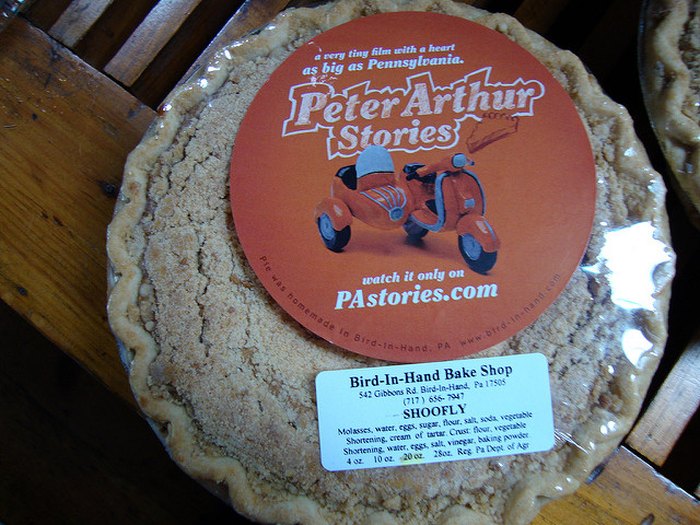 a very tiny film with a heart
as big as Pennsylvania.
Peter Arthur
Stories
watch it only on
PAstories.com
Pie was homemade in Bird-In-Hand, PA www.bird-in-hand.com
Bird-In-Hand Bake Shop
542 Gibbons Rd. Bird-In-Hand, Pa 17505
(717) 656-7947
SHOOFLY
Molasses, water, eggs, sugar, flour, salt, soda, vegetable
Shortening, cream of tartar. Crust: flour, vegetable
Shortening, water, eggs, salt, vinegar, baking powder
4 oz. 10 oz. 20 oz. 28oz. Reg. Pa Dept. of Agr